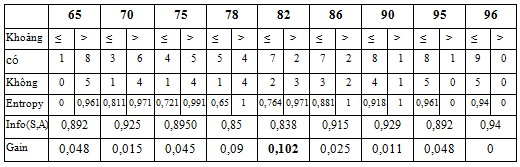 65 70 75 78 82 86 90 95 96
Khoảng ≤ > ≤ > ≤ > ≤ > ≤ > ≤ > ≤ > ≤ > ≤ >
có 1 8 3 6 4 5 5 4 7 2 7 2 8 1 8 1 9 0
Không 0 5 1 4 1 4 1 4 2 3 3 2 4 1 5 0 5 0
Entropy 0 0,961 0,811 0,971 0,721 0,991 0,65 1 0,764 0,971 0,881 1 0,918 1 0,961 0 0,94 0
Info(S,A) 0,892 0,925 0,8950 0,85 0,838 0,915 0,929 0,892 0,94
Gain 0,048 0,015 0,045 0,09 0,102 0,025 0,011 0,048 0